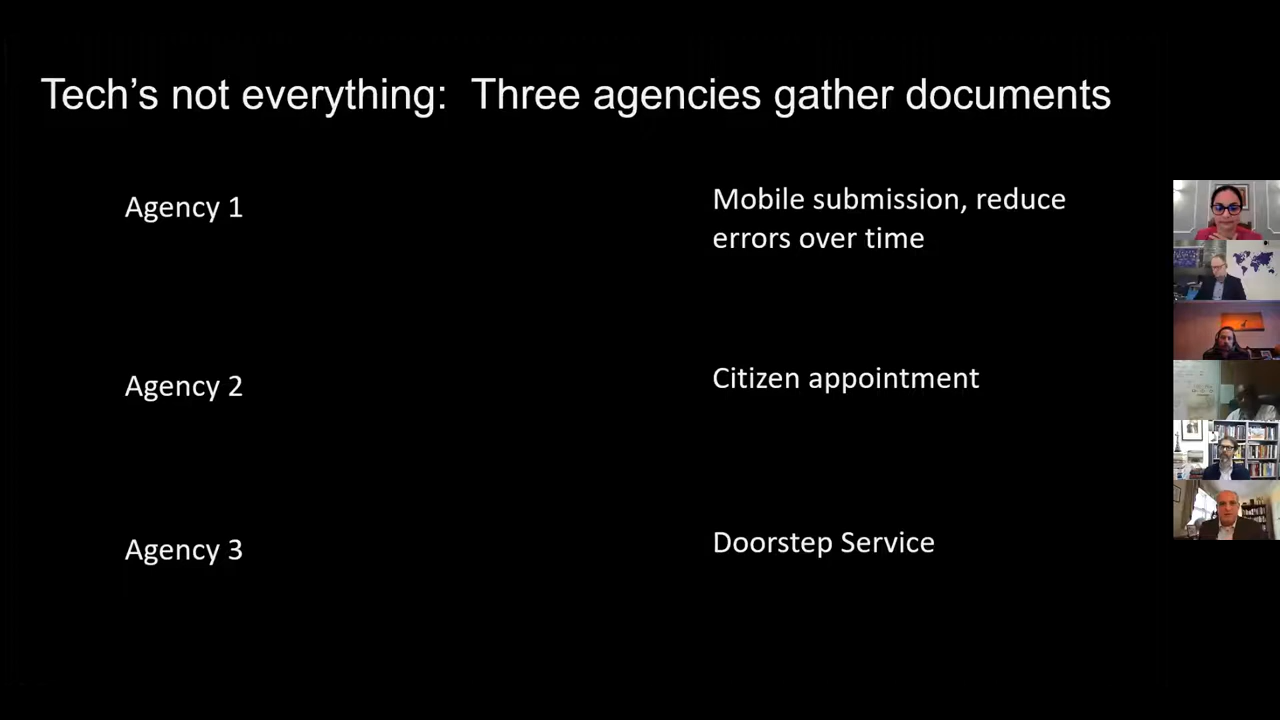 Tech’s not everything:  Three agencies gather documents
Agency 1
Mobile submission, reduce
errors over time
Agency 2
Citizen appointment
Agency 3
Doorstep Service